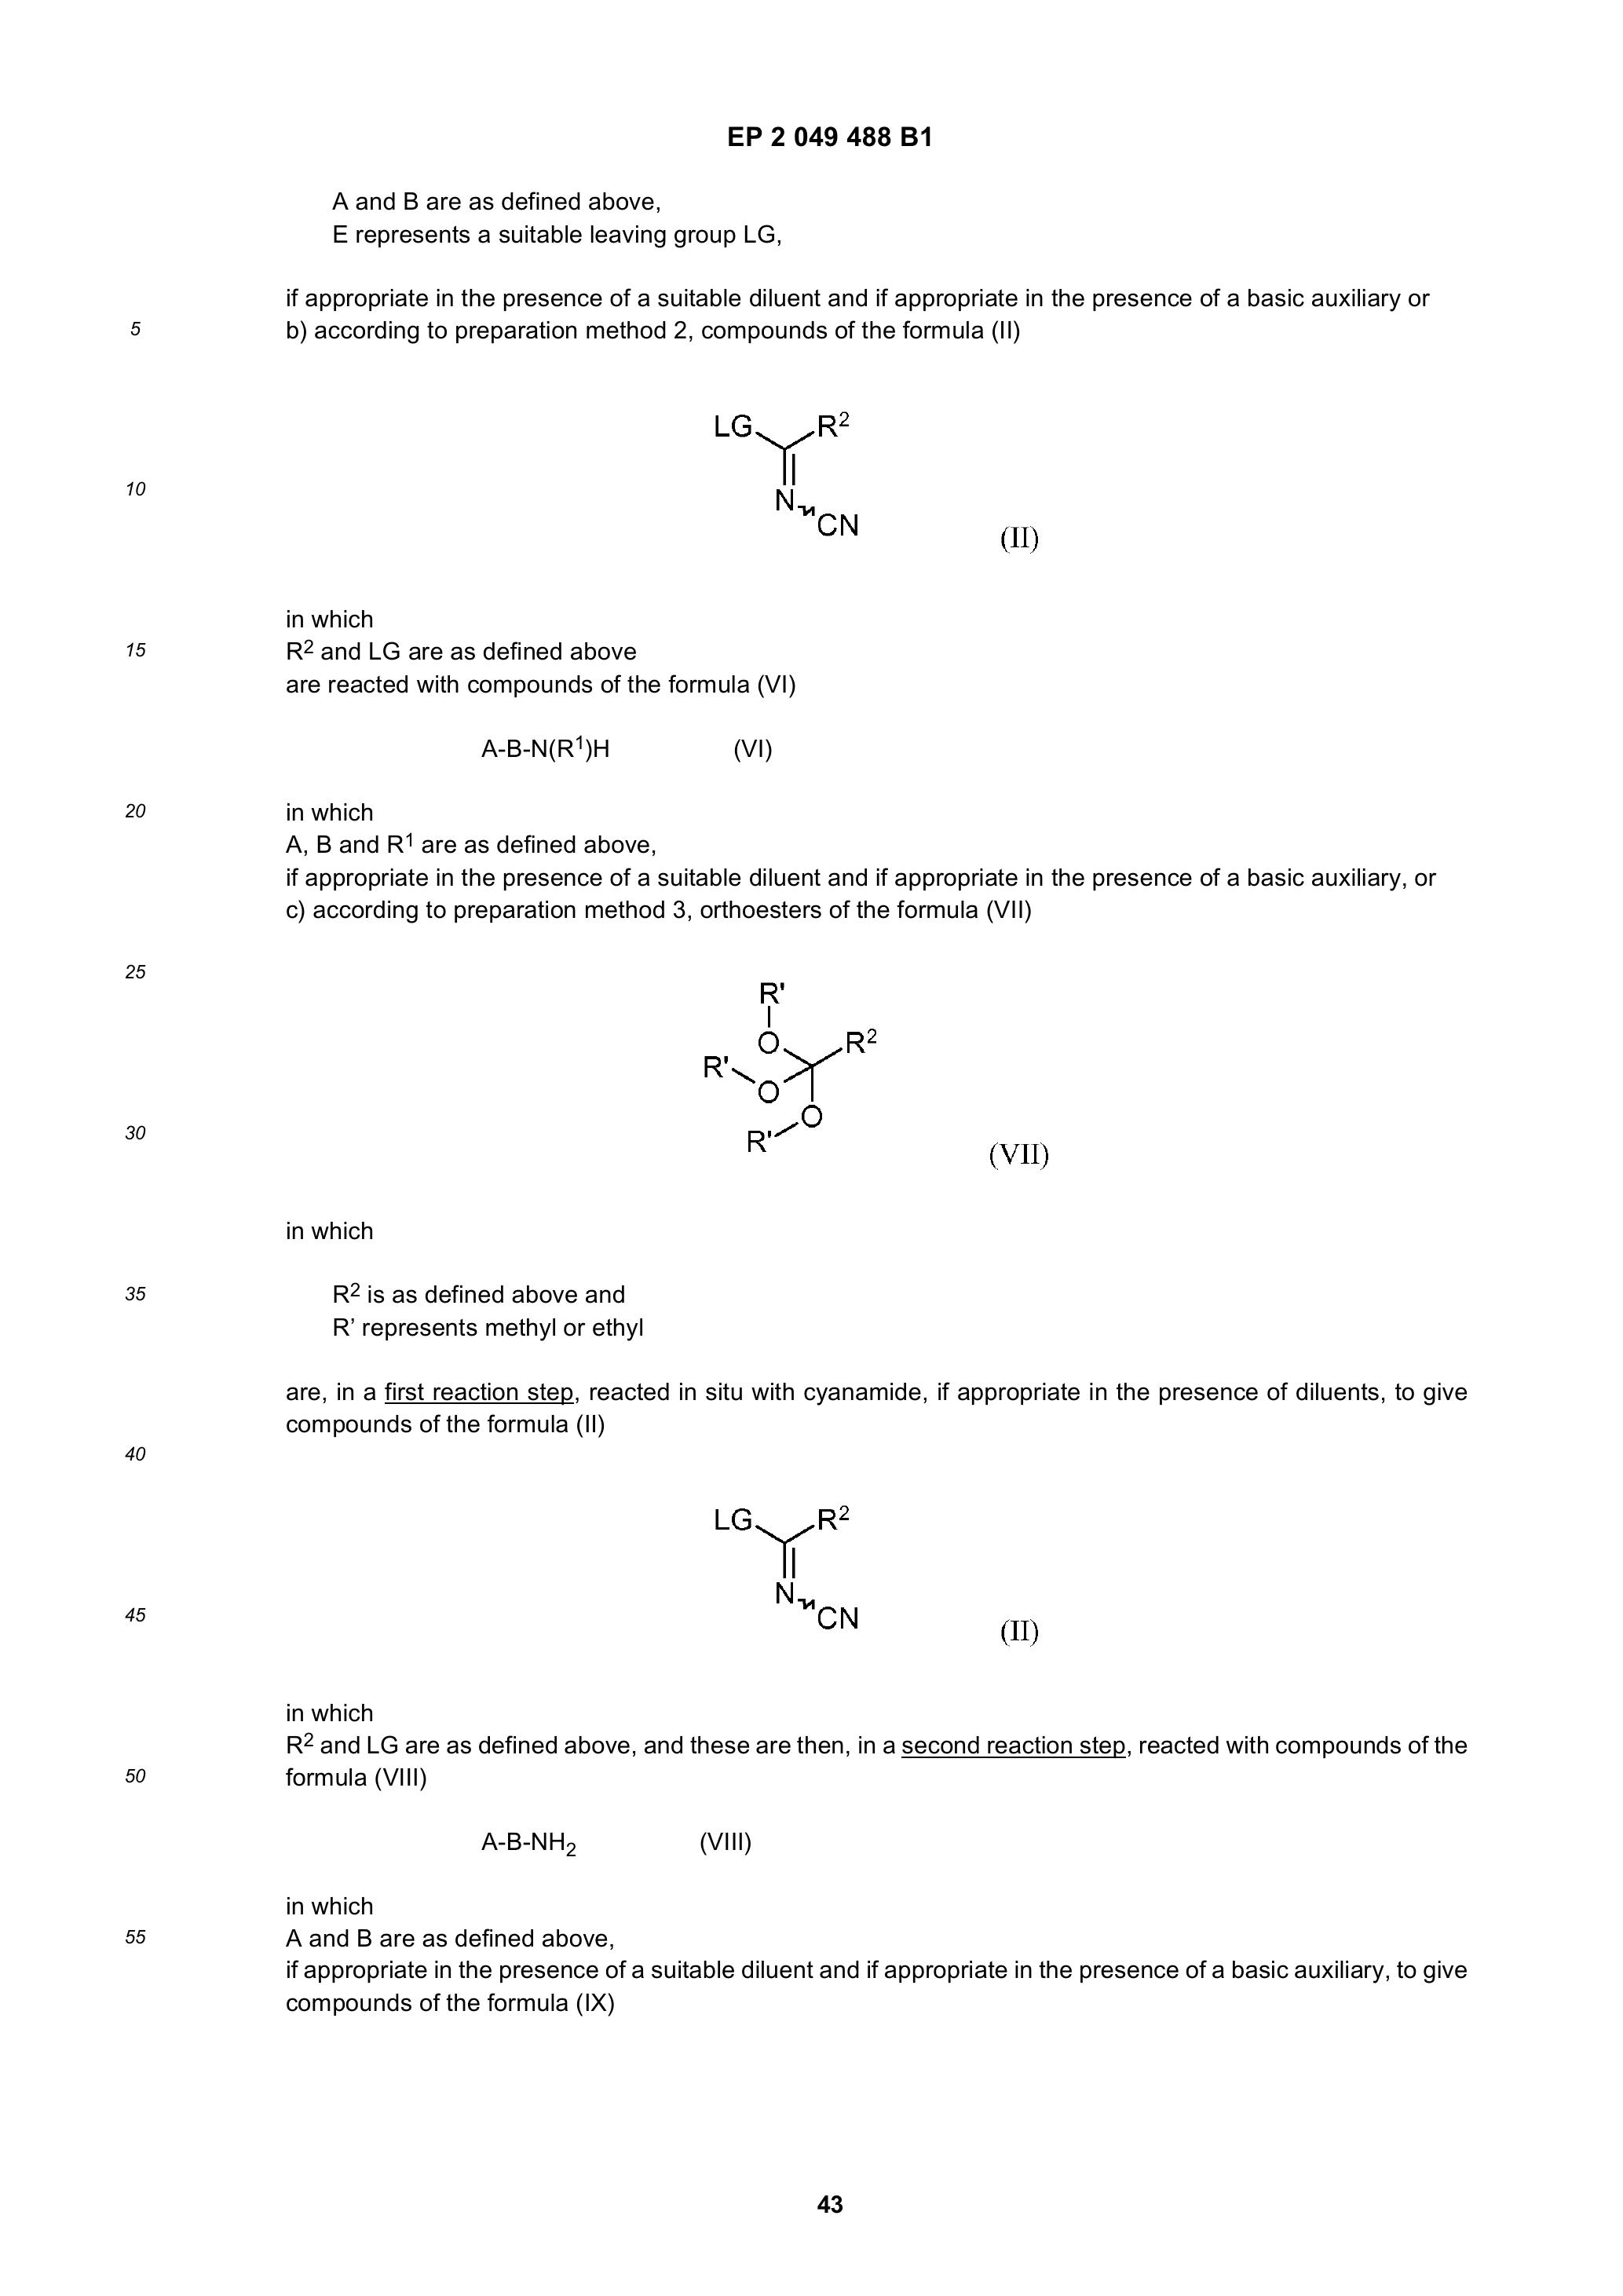 EP 2 049 488 B1
A and B are as defined above,
E represents a suitable leaving group LG,
if appropriate in the presence of a suitable diluent and if appropriate in the presence of a basic auxiliary or
5 b) according to preparation method 2, compounds of the formula (II)
LG R²
10 N
CN
(II)
in which
15 R² and LG are as defined above
are reacted with compounds of the formula (VI)
A-B-N(R¹)H (VI)
20 in which
A, B and R¹ are as defined above,
if appropriate in the presence of a suitable diluent and if appropriate in the presence of a basic auxiliary, or
c) according to preparation method 3, orthoesters of the formula (VII)
25
R'
O R²
R'
O
O
30 R'
(VII)
in which
35 R² is as defined above and
R’ represents methyl or ethyl
are, in a first reaction step, reacted in situ with cyanamide, if appropriate in the presence of diluents, to give
compounds of the formula (II)
40
LG R²
N
45 CN
(II)
in which
R² and LG are as defined above, and these are then, in a second reaction step, reacted with compounds of the
50 formula (VIII)
A-B-NH₂ (VIII)
in which
55 A and B are as defined above,
if appropriate in the presence of a suitable diluent and if appropriate in the presence of a basic auxiliary, to give
compounds of the formula (IX)
43